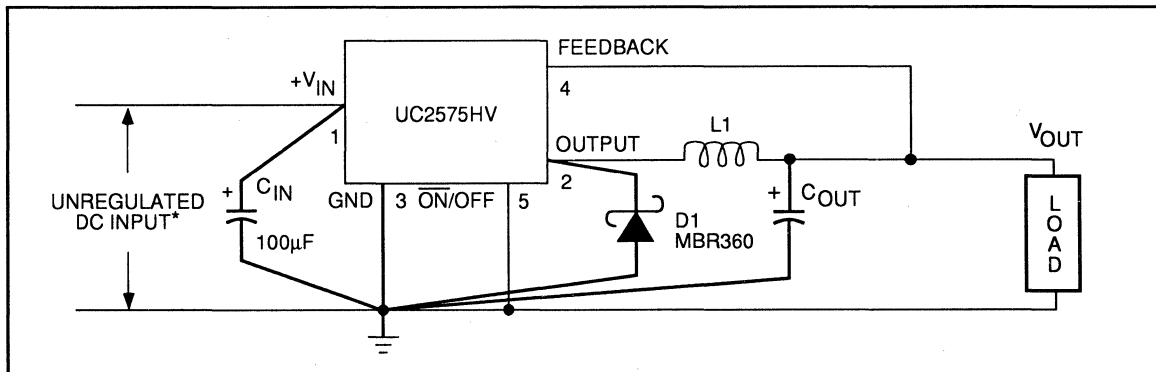 FEEDBACK
+VIN
4
UC2575HV
L1
1
OUTPUT
VOUT
2
+ CIN
GND 3 ON/OFF 5
+ COUT
UNREGULATED
DC INPUT*
D1
MBR360
100µF
LOAD